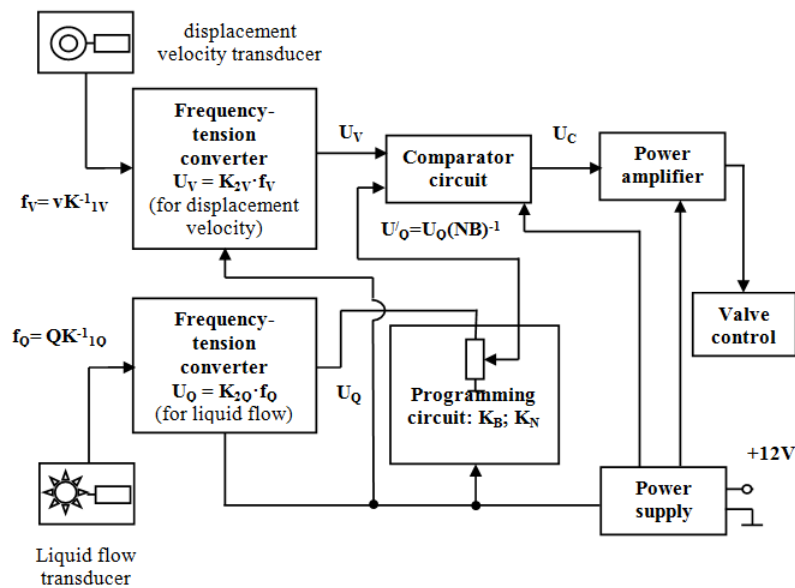 displacement
velocity transducer
Frequency-
tension
converter
U_V = K_2V·f_V
(for displacement
velocity)
f_V= vK^-1_1V
U_V
Comparator
circuit
U_C
Power
amplifier
U^/_Q=U_Q(NB)^-1
Valve
control
f_Q= QK^-1_1Q
Frequency-
tension
converter
U_Q = K_2Q·f_Q
(for liquid flow)
U_Q
Programming
circuit: K_B; K_N
+12V
Power
supply
Liquid flow
transducer